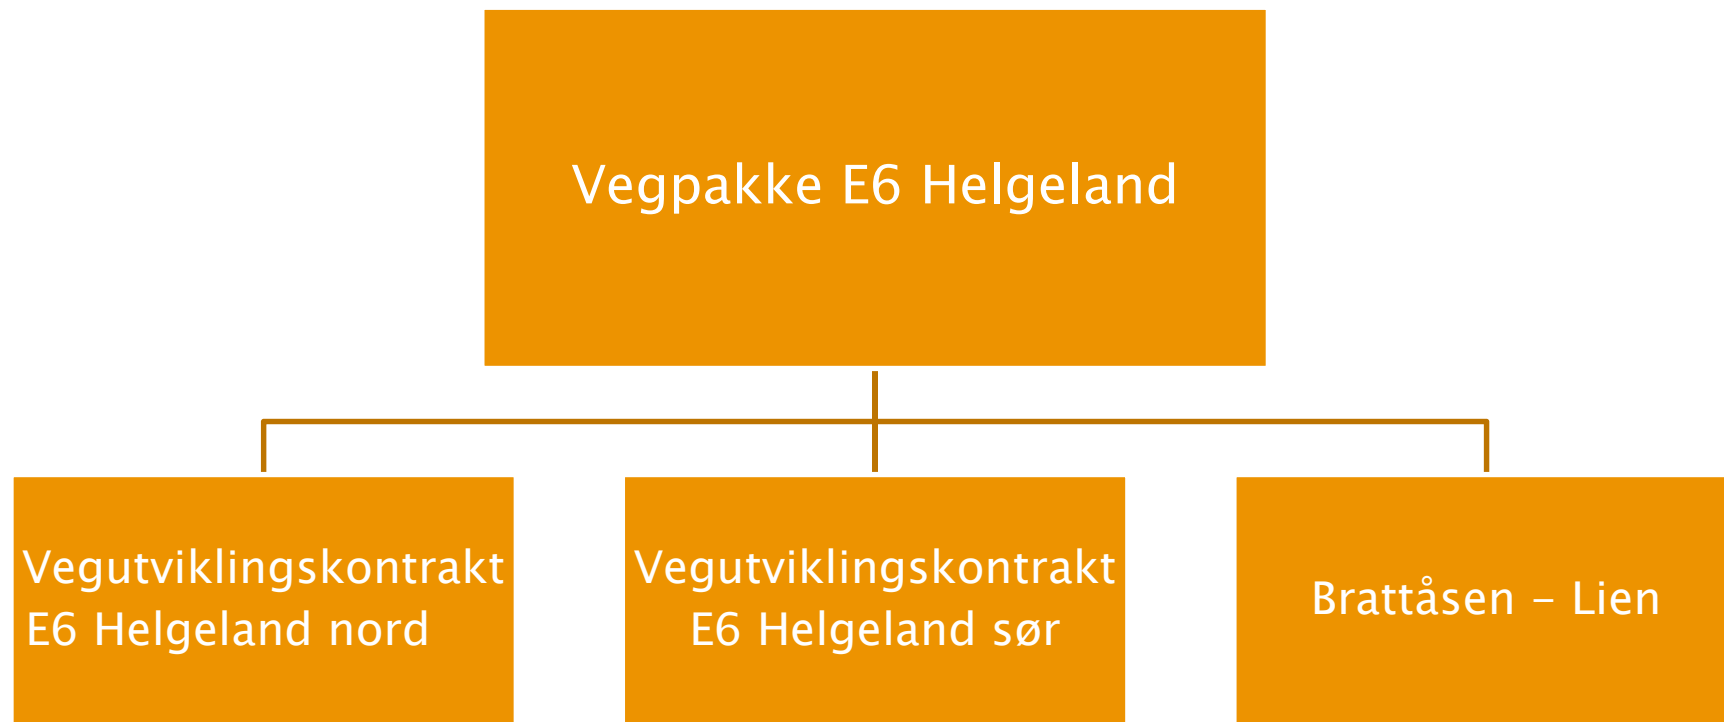 Vegpakke E6 Helgeland
Vegutviklingskontrakt
E6 Helgeland nord
Vegutviklingskontrakt
E6 Helgeland sør
Brattåsen – Lien